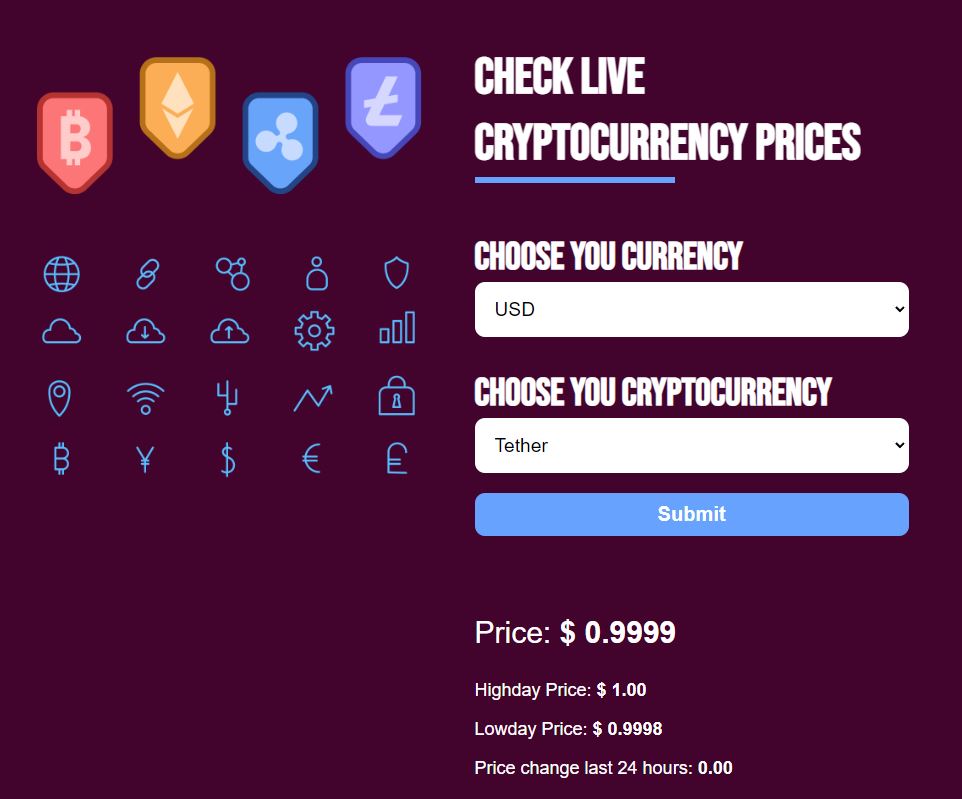 CHECK LIVE
CRYPTOCURRENCY PRICES
CHOOSE YOU CURRENCY
USD
CHOOSE YOU CRYPTOCURRENCY
Tether
Submit
Price: $ 0.9999
Highday Price: $ 1.00
Lowday Price: $ 0.9998
Price change last 24 hours: 0.00